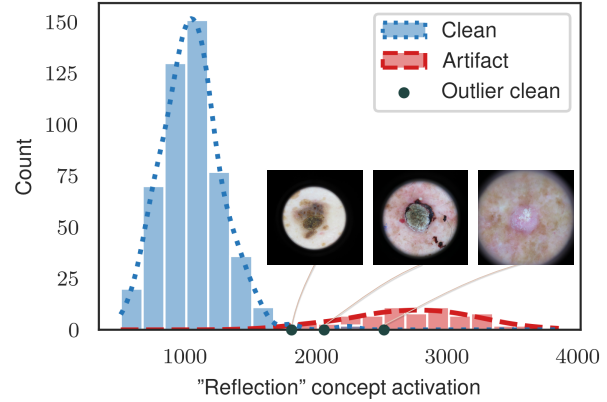 Clean
Artifact
Outlier clean
150
125
100
75
50
25
0
Count
1000
2000
3000
4000
"Reflection" concept activation